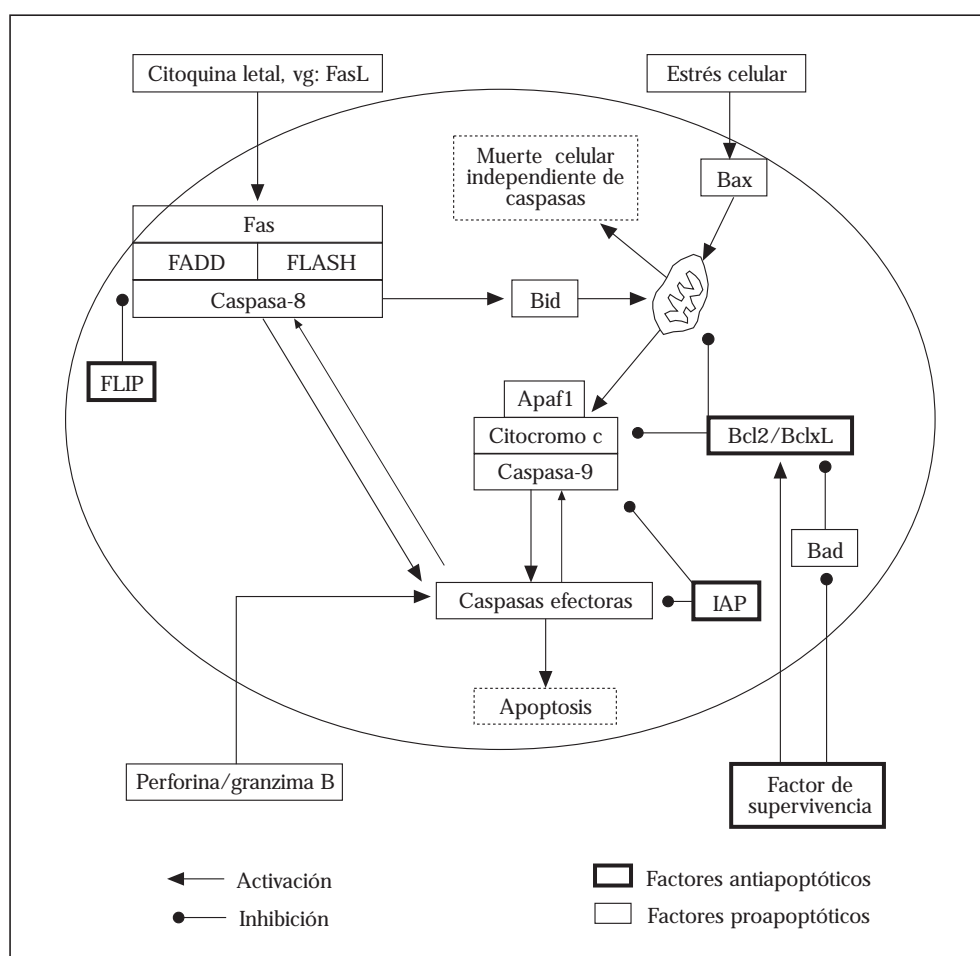 Citoquina letal, vg: FasL
Estrés celular
Muerte celular
independiente de
caspasas
Bax
Fas
FADD
FLASH
Caspasa-8
Bid
FLIP
Apaf1
Citocromo c
Caspasa-9
Bcl2/BclxL
Bad
Caspasas efectoras
IAP
Apoptosis
Perforina/granzima B
Factor de
supervivencia
Activación
Inhibición
Factores antiapoptóticos
Factores proapoptóticos